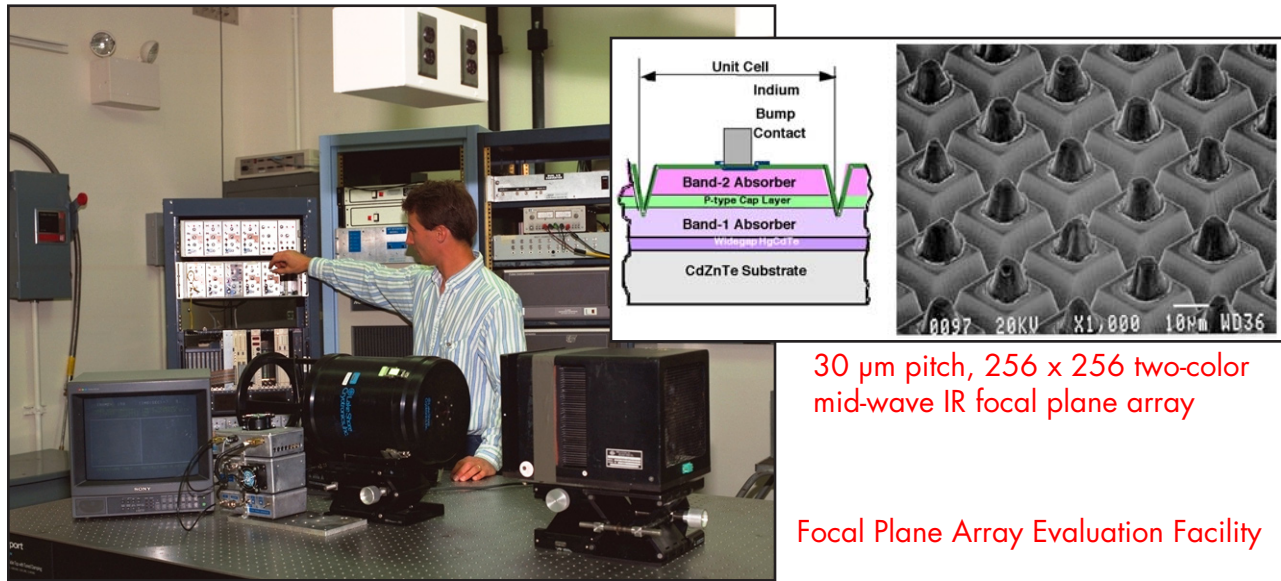 Unit Cell
Indium
Bump
Contact
Band-2 Absorber
P-type Cap Layer
Band-1 Absorber
Widegap HgCdTe
CdZnTe Substrate
0097 20KV X1,000 10µm WD36
30 µm pitch, 256 x 256 two-color
mid-wave IR focal plane array
Focal Plane Array Evaluation Facility
SONY
port